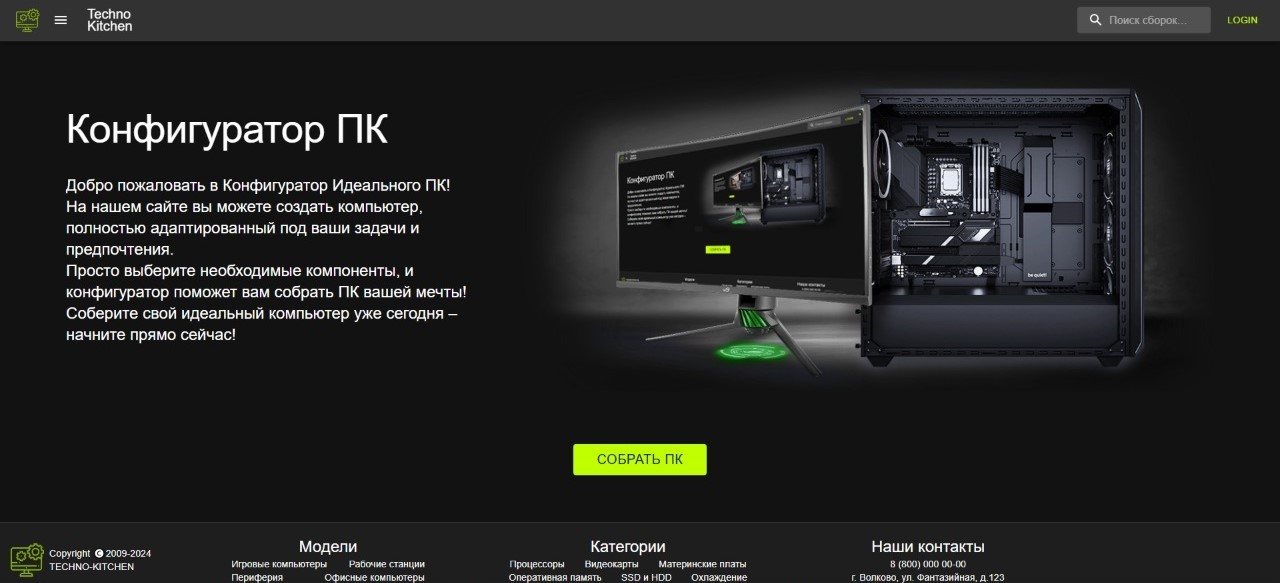 Techno
Kitchen
Поиск сборок...
LOGIN
Конфигуратор ПК
Добро пожаловать в Конфигуратор Идеального ПК!
На нашем сайте вы можете создать компьютер,
полностью адаптированный под ваши задачи и
предпочтения.
Просто выберите необходимые компоненты, и
конфигуратор поможет вам собрать ПК вашей мечты!
Соберите свой идеальный компьютер уже сегодня –
начните прямо сейчас!
Конфигуратор ПК
be quiet!
СОБРАТЬ ПК
Copyright © 2009-2024
TECHNO-KITCHEN
Модели
Игровые компьютеры Рабочие станции
Периферия Офисные компьютеры
Категории
Процессоры Видеокарты Материнские платы
Оперативная память SSD и HDD Охлаждение
Наши контакты
8 (800) 000 00-00
г. Волково, ул. Фантазийная, д.123